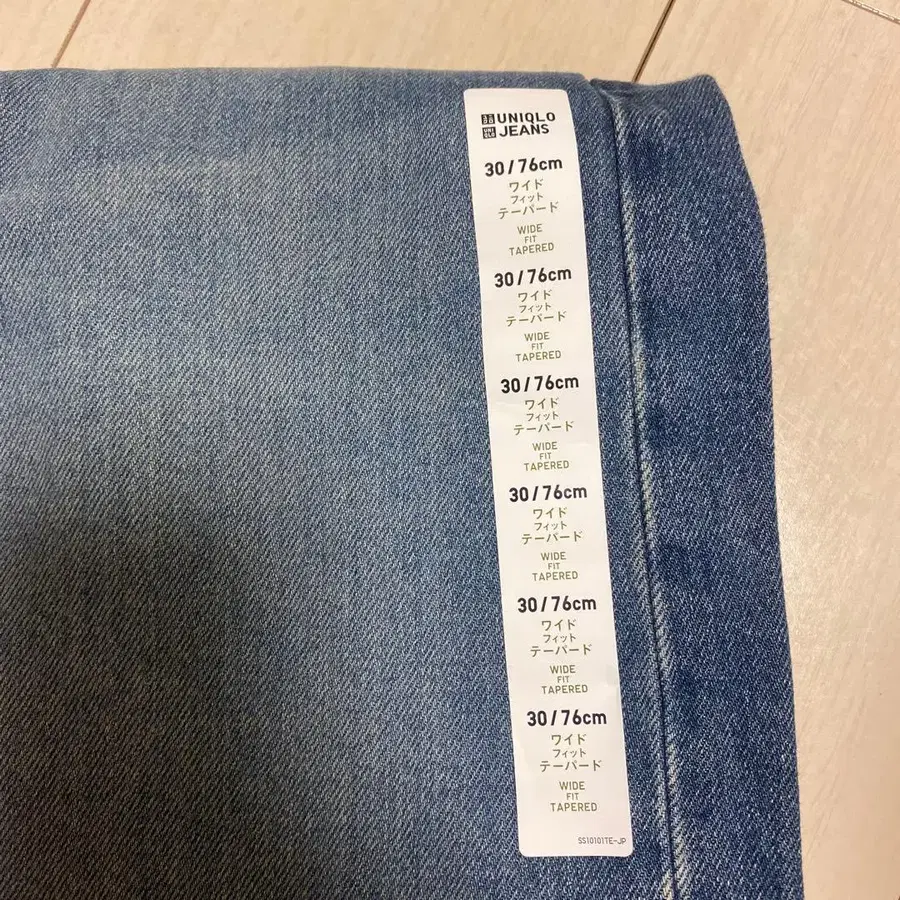 UNIQLO
JEANS
30/76cm
ワイド
フィット
テーパード
WIDE
FIT
TAPERED
30/76cm
ワイド
フィット
テーパード
WIDE
FIT
TAPERED
30/76cm
ワイド
フィット
テーパード
WIDE
FIT
TAPERED
30/76cm
ワイド
フィット
テーパード
WIDE
FIT
TAPERED
30/76cm
ワイド
フィット
テーパード
WIDE
FIT
TAPERED
30/76cm
ワイド
フィット
テーパード
WIDE
FIT
TAPERED
SS10101TE-JP